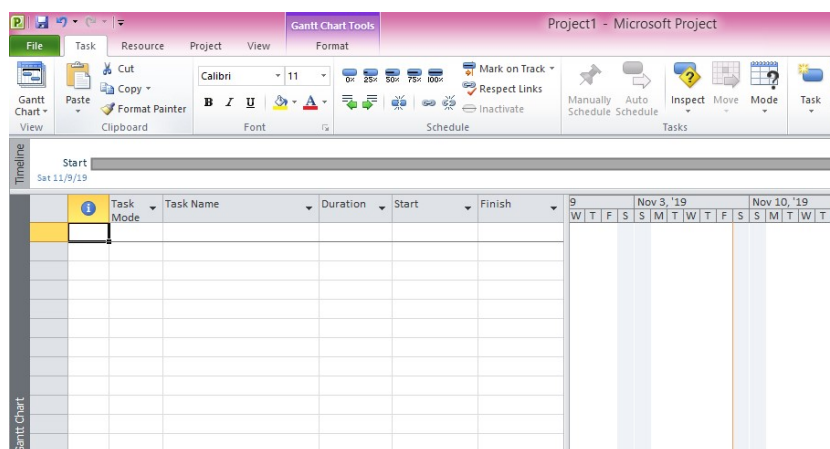 P Gantt Chart Tools Project1 - Microsoft Project
File Task Resource Project View Format
Cut Calibri 11 0× 25× 50× 75× 100× Mark on Track
Copy Respect Links
Gantt Chart Paste Format Painter B I U A Inactivate Manually Schedule Auto Schedule Inspect Move Mode Task
View Clipboard Font Schedule Tasks
Timeline
Start
Sat 11/9/19
Task Mode Task Name Duration Start Finish 9 Nov 3, '19 Nov 10, '19
W T F S S M T W T F S S M T W T
Gantt Chart